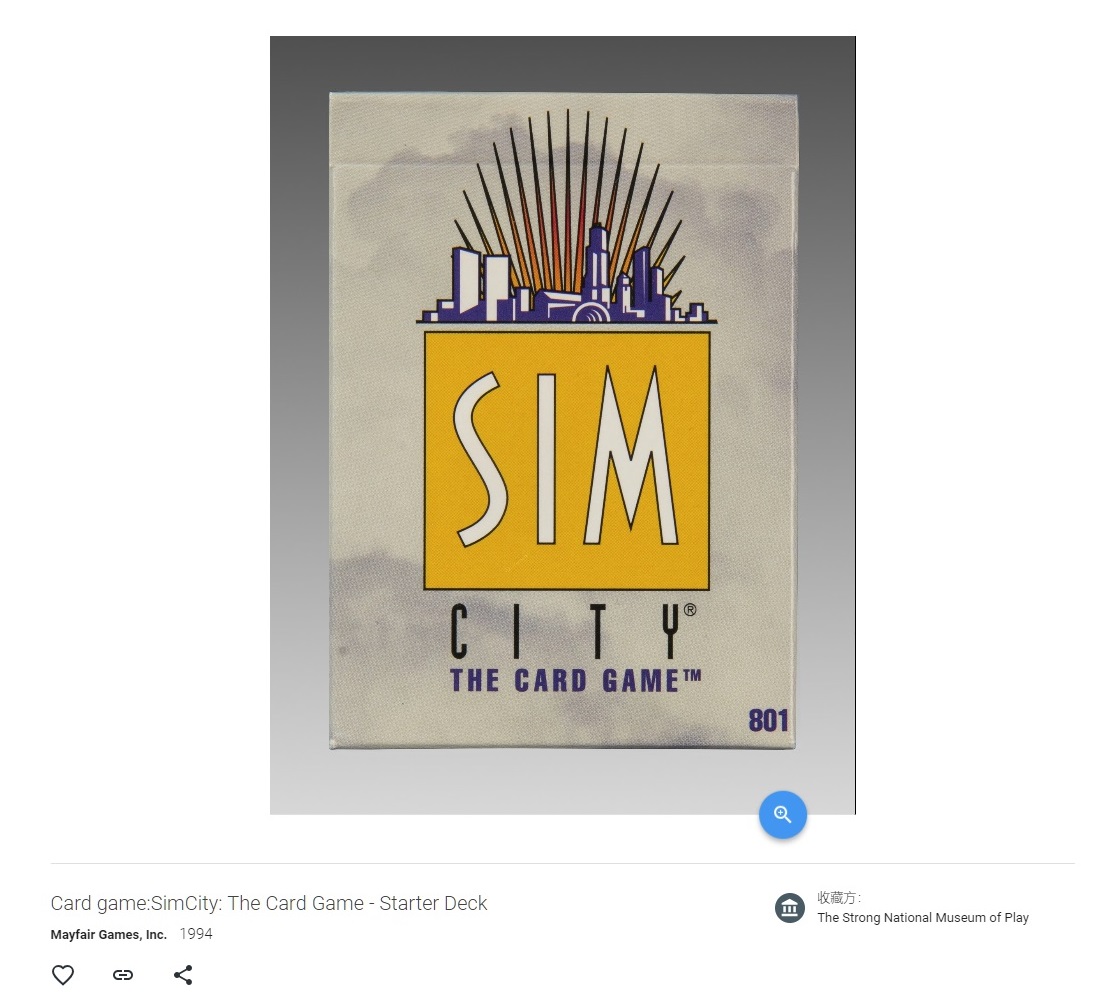 SIM
CITY®
THE CARD GAME™
801
Card game:SimCity: The Card Game - Starter Deck
Mayfair Games, Inc. 1994
收藏方：
The Strong National Museum of Play